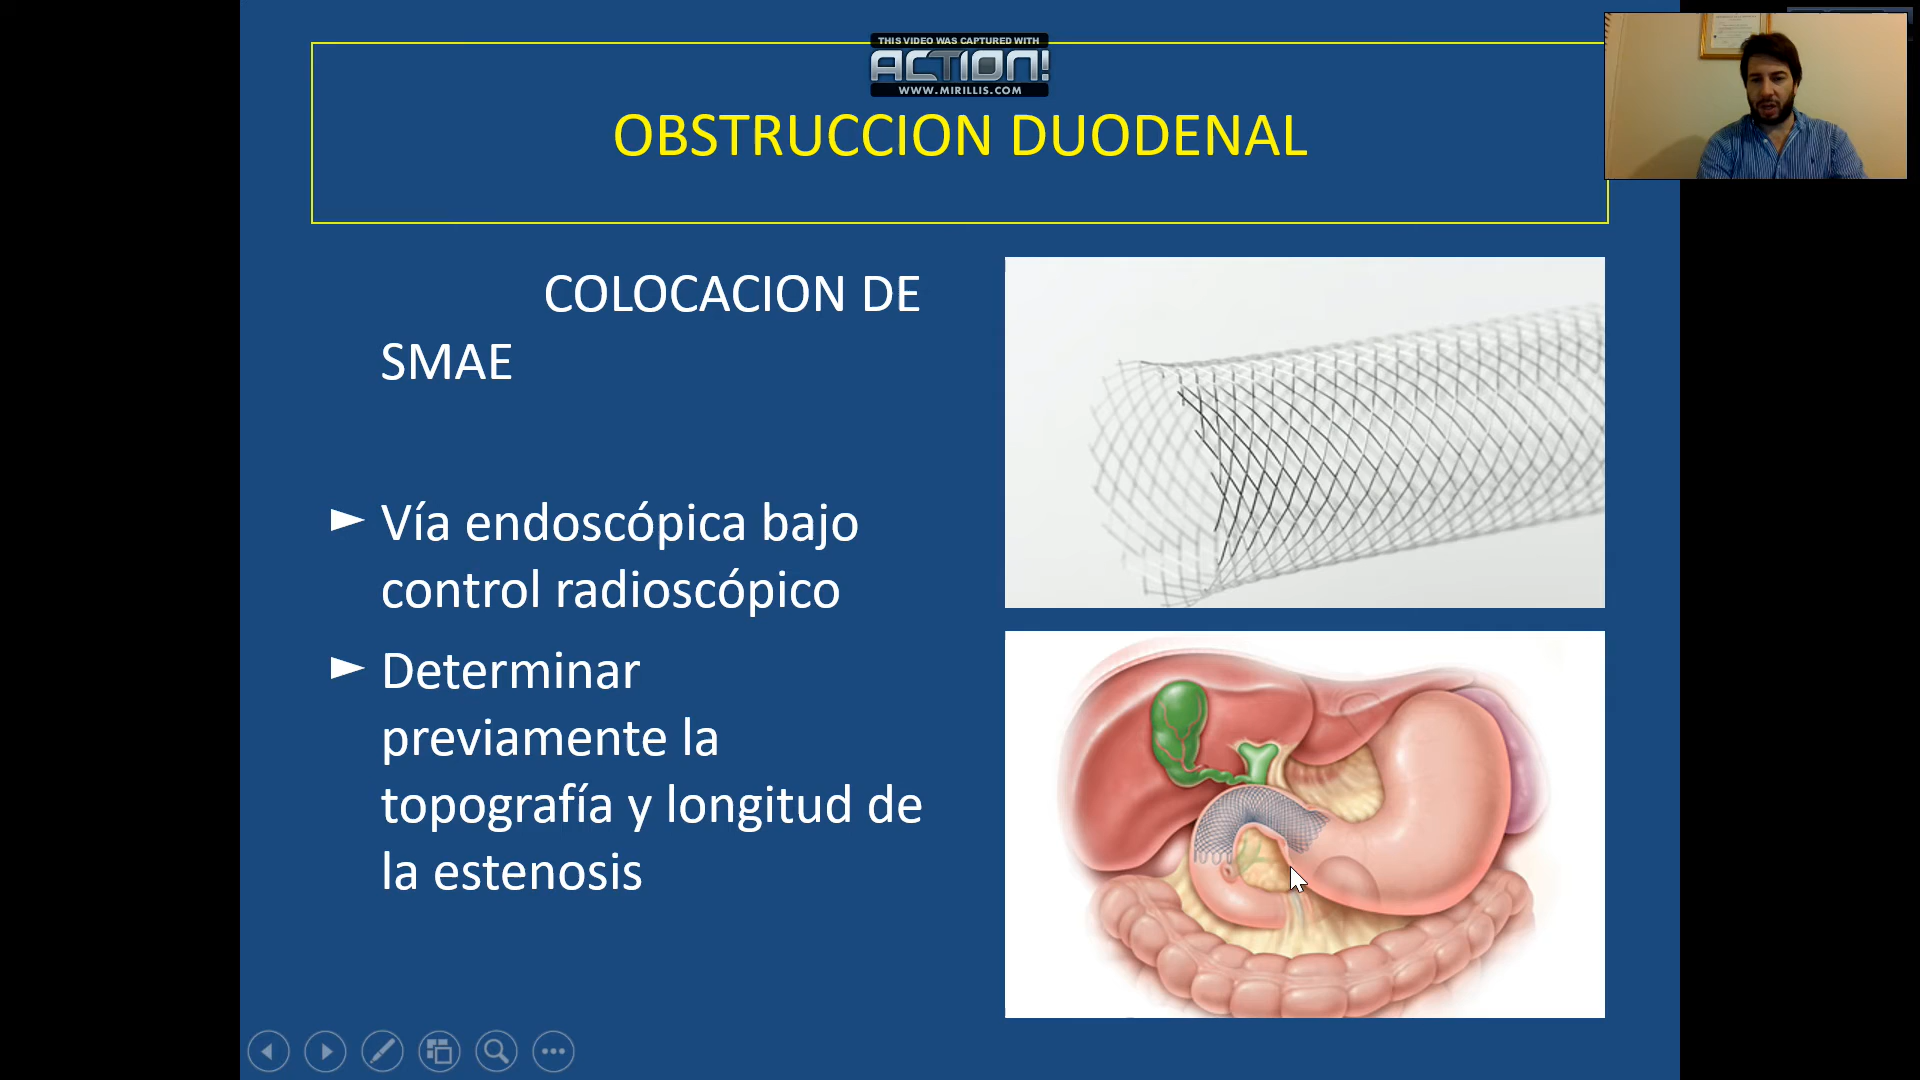 THIS VIDEO WAS CAPTURED WITH
ACTION!
WWW.MIRILLIS.COM
OBSTRUCCION DUODENAL
COLOCACION DE
SMAE
► Vía endoscópica bajo
control radioscópico
► Determinar
previamente la
topografía y longitud de
la estenosis